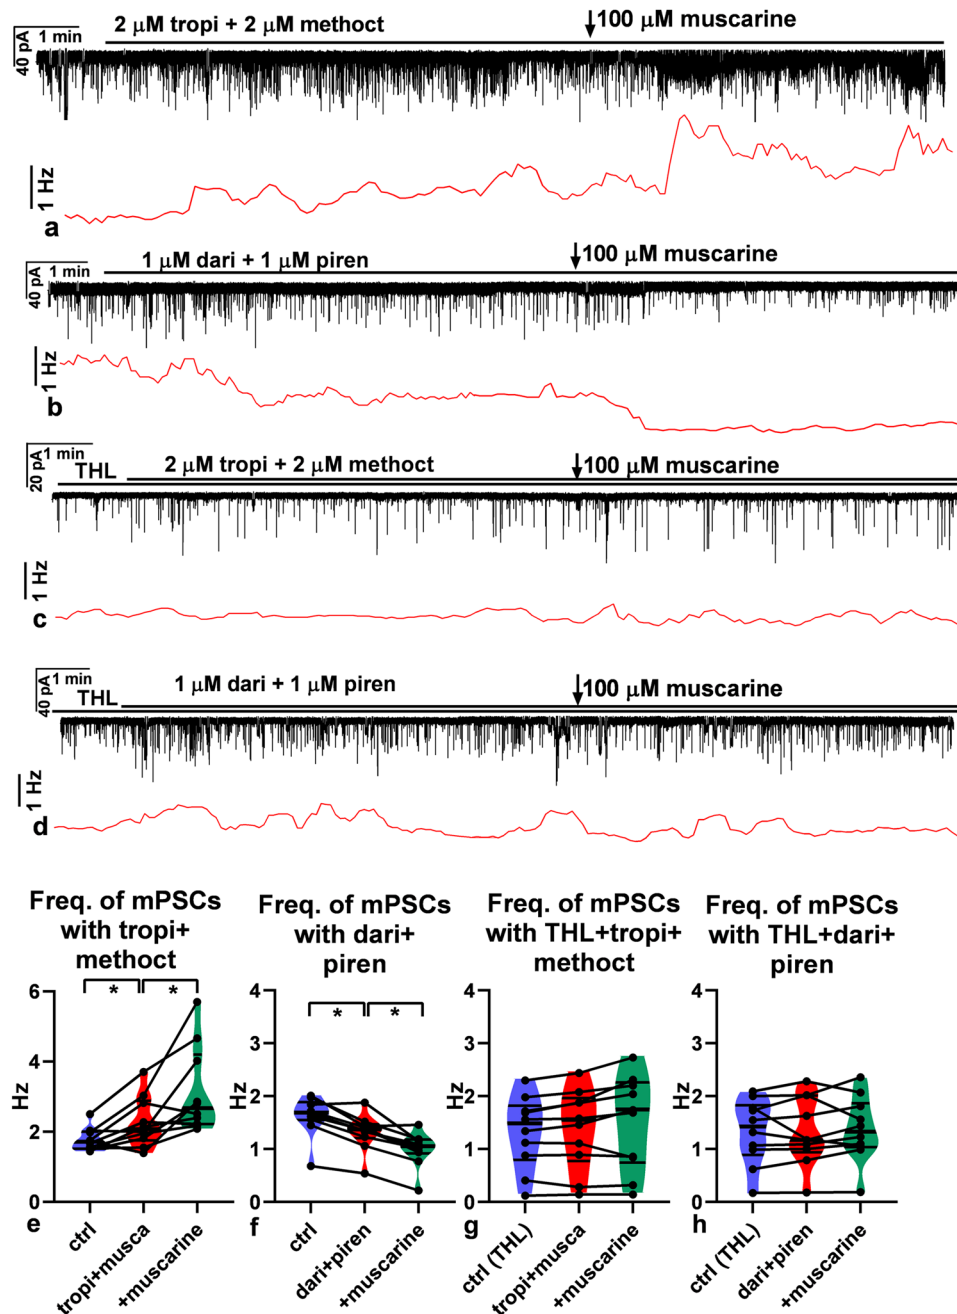 40 pA
1 min
2 μM tropi + 2 μM methoct
100 μM muscarine
1 Hz
a
40 pA
1 min
1 μM dari + 1 μM piren
100 μM muscarine
1 Hz
b
20 pA
1 min
THL
2 μM tropi + 2 μM methoct
100 μM muscarine
1 Hz
c
40 pA
1 min
THL
1 μM dari + 1 μM piren
100 μM muscarine
1 Hz
d
Freq. of mPSCs
with tropi+
methoct
6
4
2
0
Hz
* *
ctrl
tropi+musca
+muscarine
e
Freq. of mPSCs
with dari+
piren
4
3
2
1
0
Hz
* *
ctrl
dari+piren
+muscarine
f
Freq. of mPSCs
with THL+tropi+
methoct
4
3
2
1
0
Hz
ctrl (THL)
tropi+musca
+muscarine
g
Freq. of mPSCs
with THL+dari+
piren
4
3
2
1
0
Hz
ctrl (THL)
dari+piren
+muscarine
h